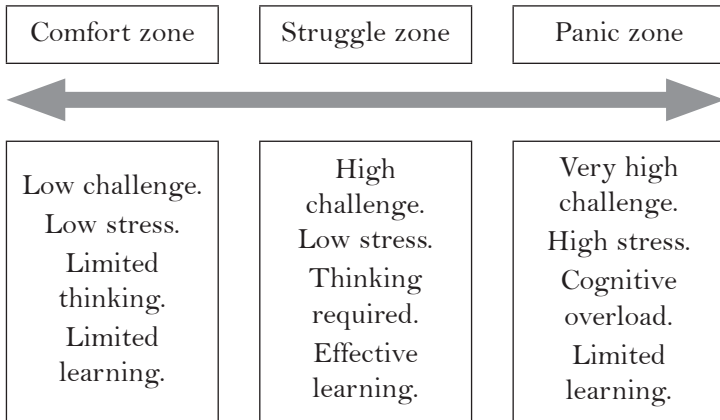 Comfort zone
Struggle zone
Panic zone
Low challenge.
Low stress.
Limited
thinking.
Limited
learning.
High
challenge.
Low stress.
Thinking
required.
Effective
learning.
Very high
challenge.
High stress.
Cognitive
overload.
Limited
learning.